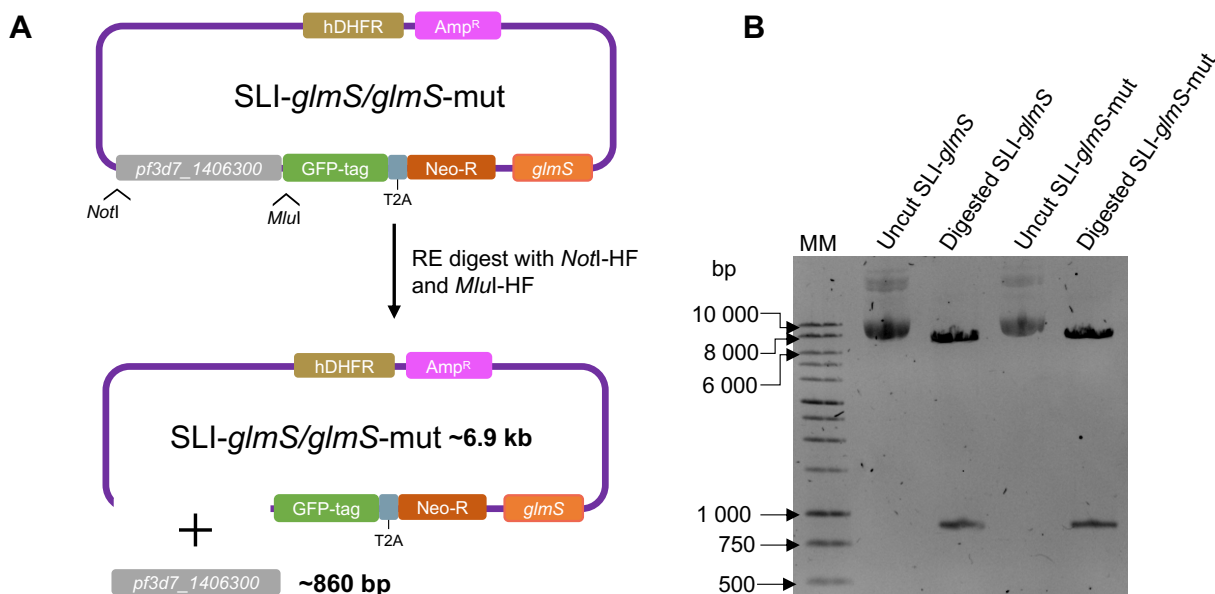 A
hDHFR
Amp^R
SLI-glmS/glmS-mut
pf3d7_1406300
GFP-tag
Neo-R
glmS
T2A
NotI
MluI
RE digest with NotI-HF
and MluI-HF
hDHFR
Amp^R
SLI-glmS/glmS-mut ~6.9 kb
GFP-tag
Neo-R
glmS
T2A
+
pf3d7_1406300
~860 bp
B
Uncut SLI-glmS
Digested SLI-glmS
Uncut SLI-glmS-mut
Digested SLI-glmS-mut
MM
bp
10 000
8 000
6 000
1 000
750
500